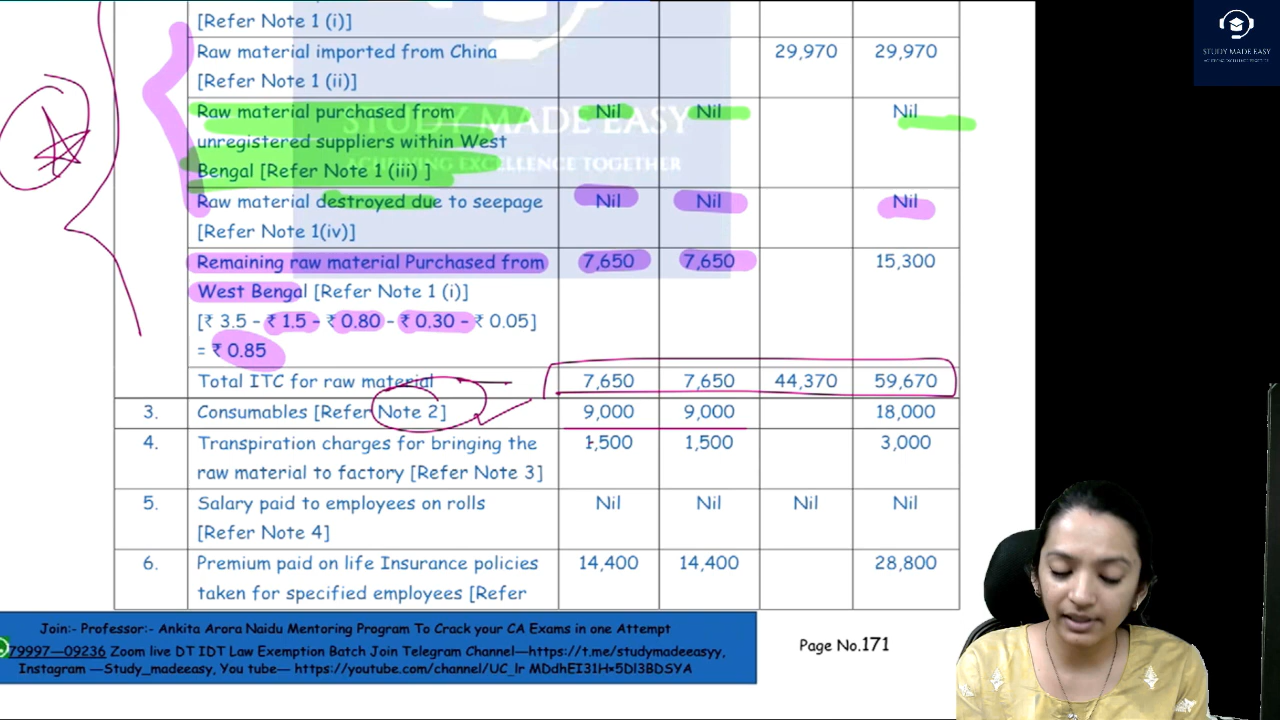 [Refer Note 1 (i)]
Raw material imported from China 29,970 29,970
[Refer Note 1 (ii)]
Raw material purchased from Nil Nil Nil
unregistered suppliers within West
Bengal [Refer Note 1 (iii) ]
Raw material destroyed due to seepage Nil Nil Nil
[Refer Note 1(iv)]
Remaining raw material Purchased from 7,650 7,650 15,300
West Bengal [Refer Note 1 (i)]
[₹ 3.5 – ₹ 1.5 – ₹ 0.80 – ₹ 0.30 – ₹ 0.05]
= ₹ 0.85
Total ITC for raw material 7,650 7,650 44,370 59,670
3. Consumables [Refer Note 2] 9,000 9,000 18,000
4. Transpiration charges for bringing the 1,500 1,500 3,000
raw material to factory [Refer Note 3]
5. Salary paid to employees on rolls Nil Nil Nil Nil
[Refer Note 4]
6. Premium paid on life Insurance policies 14,400 14,400 28,800
taken for specified employees [Refer
STUDY MADE EASY
ACHIEVING EXCELLENCE TOGETHER
Join:- Professor:- Ankita Arora Naidu Mentoring Program To Crack your CA Exams in one Attempt
79997—09236 Zoom live DT IDT Law Exemption Batch Join Telegram Channel—https://t.me/studymadeeasyy,
Instagram —Study_madeeasy, You tube— https://youtube.com/channel/UC_lr MDdhEI31H=5Dl3BDSYA
Page No.171
STUDY MADE EASY